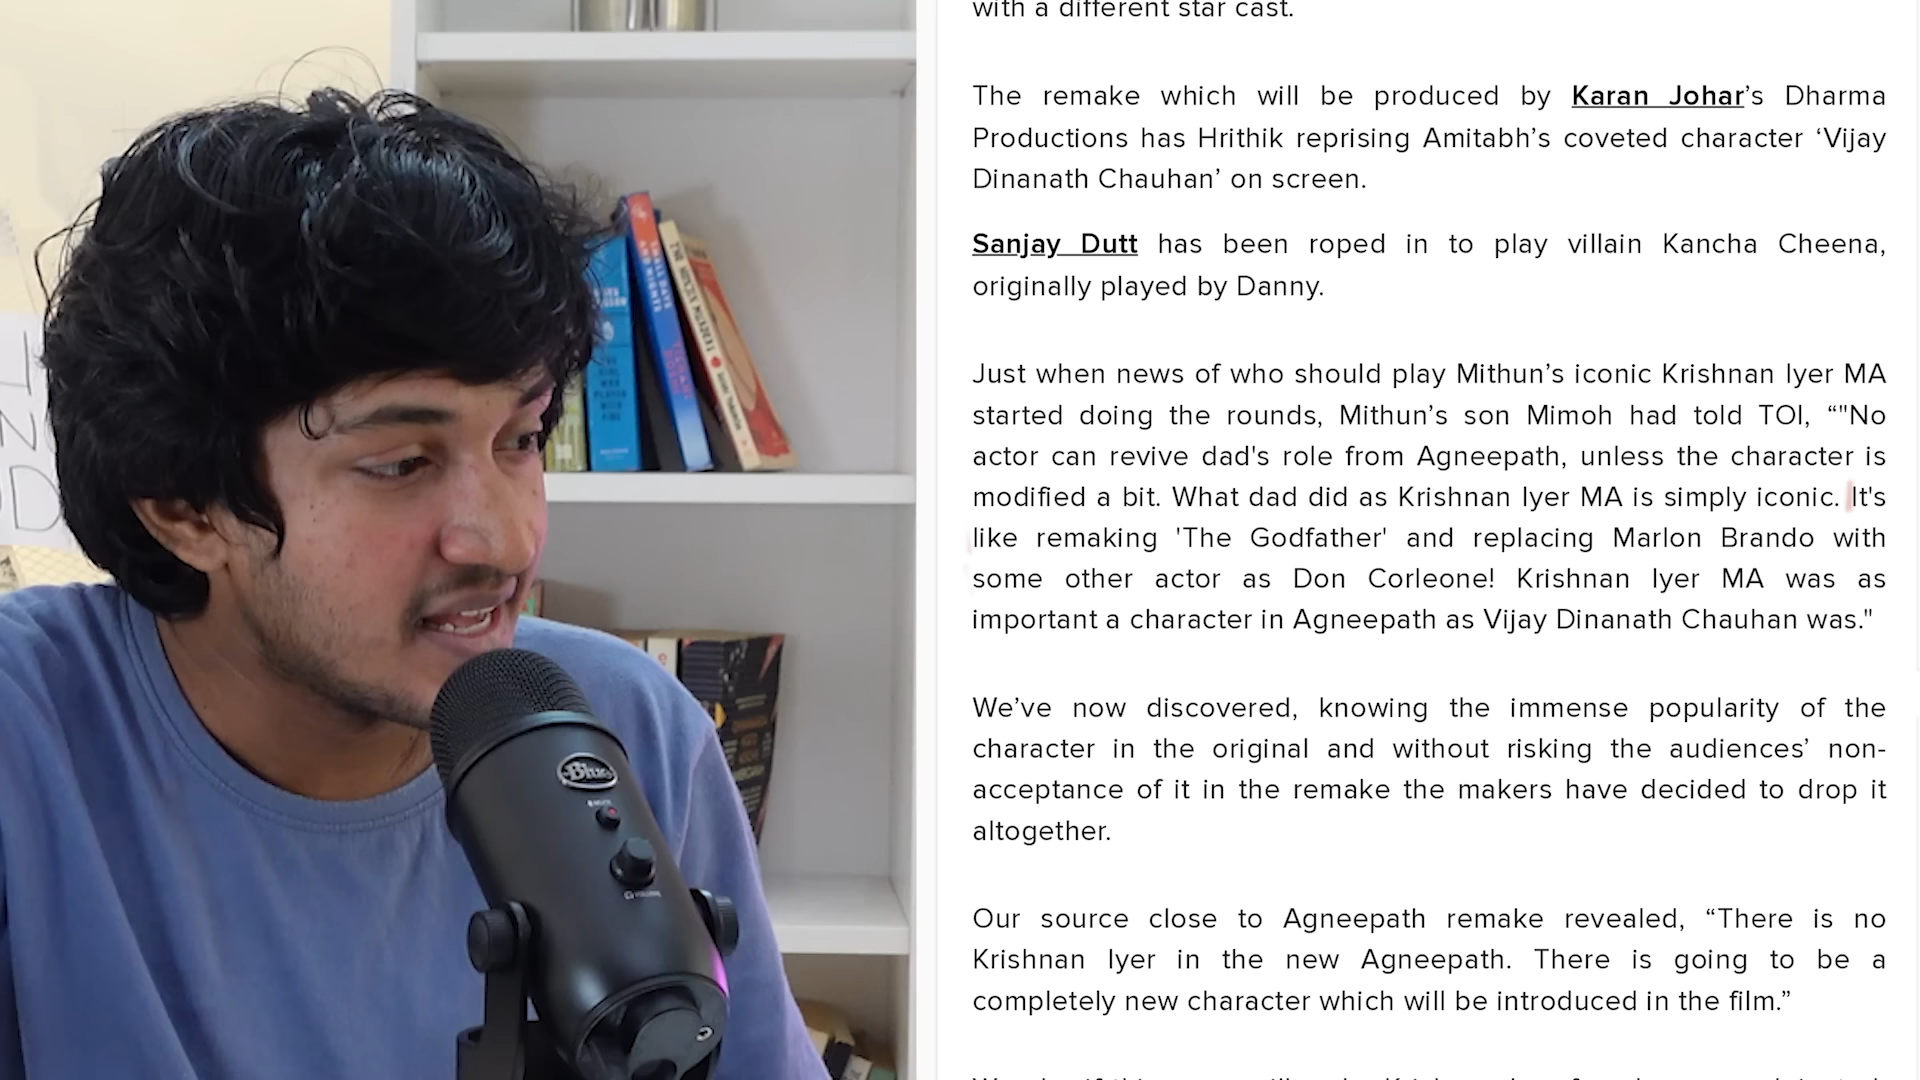 with a different star cast.
The remake which will be produced by Karan Johar’s Dharma
Productions has Hrithik reprising Amitabh’s coveted character ‘Vijay
Dinanath Chauhan’ on screen.
Sanjay Dutt has been roped in to play villain Kancha Cheena,
originally played by Danny.
Just when news of who should play Mithun’s iconic Krishnan Iyer MA
started doing the rounds, Mithun’s son Mimoh had told TOI, “"No
actor can revive dad's role from Agneepath, unless the character is
modified a bit. What dad did as Krishnan Iyer MA is simply iconic. It's
like remaking 'The Godfather' and replacing Marlon Brando with
some other actor as Don Corleone! Krishnan Iyer MA was as
important a character in Agneepath as Vijay Dinanath Chauhan was."
We’ve now discovered, knowing the immense popularity of the
character in the original and without risking the audiences’ non-
acceptance of it in the remake the makers have decided to drop it
altogether.
Our source close to Agneepath remake revealed, “There is no
Krishnan Iyer in the new Agneepath. There is going to be a
completely new character which will be introduced in the film.”
Blue